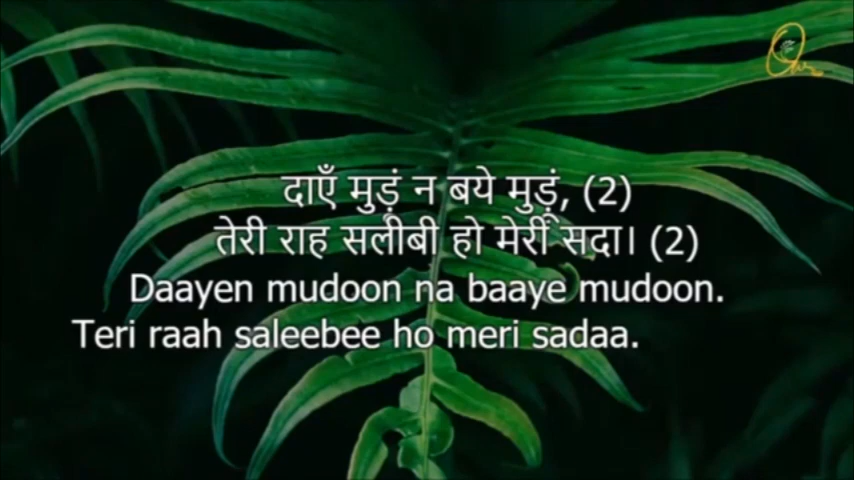 दाएँ मुड़ूं न बये मुड़ूं, (2)
तेरी राह सलीबी हो मेरी सदा। (2)
Daayen mudoon na baaye mudoon.
Teri raah saleebee ho meri sadaa.